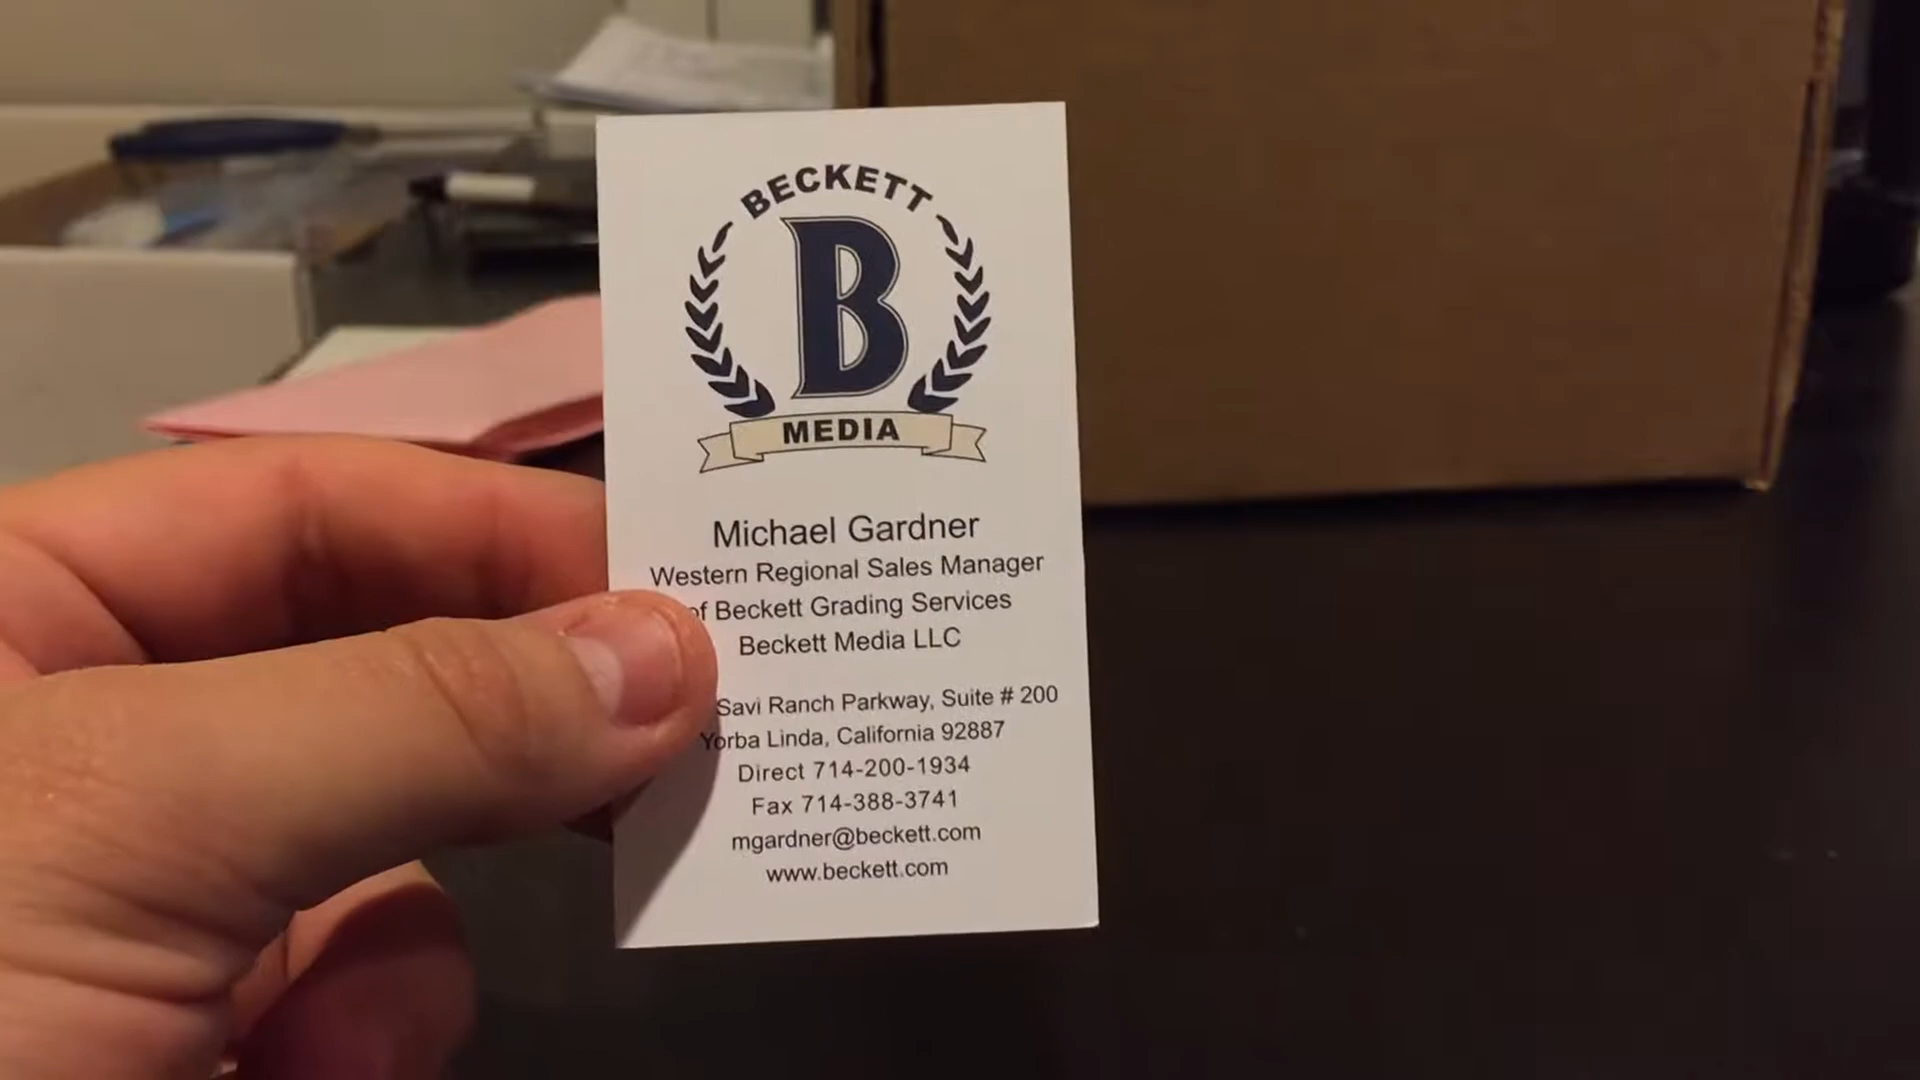 BECKETT
B
MEDIA
Michael Gardner
Western Regional Sales Manager
of Beckett Grading Services
Beckett Media LLC
Savi Ranch Parkway, Suite # 200
Yorba Linda, California 92887
Direct 714-200-1934
Fax 714-388-3741
mgardner@beckett.com
www.beckett.com